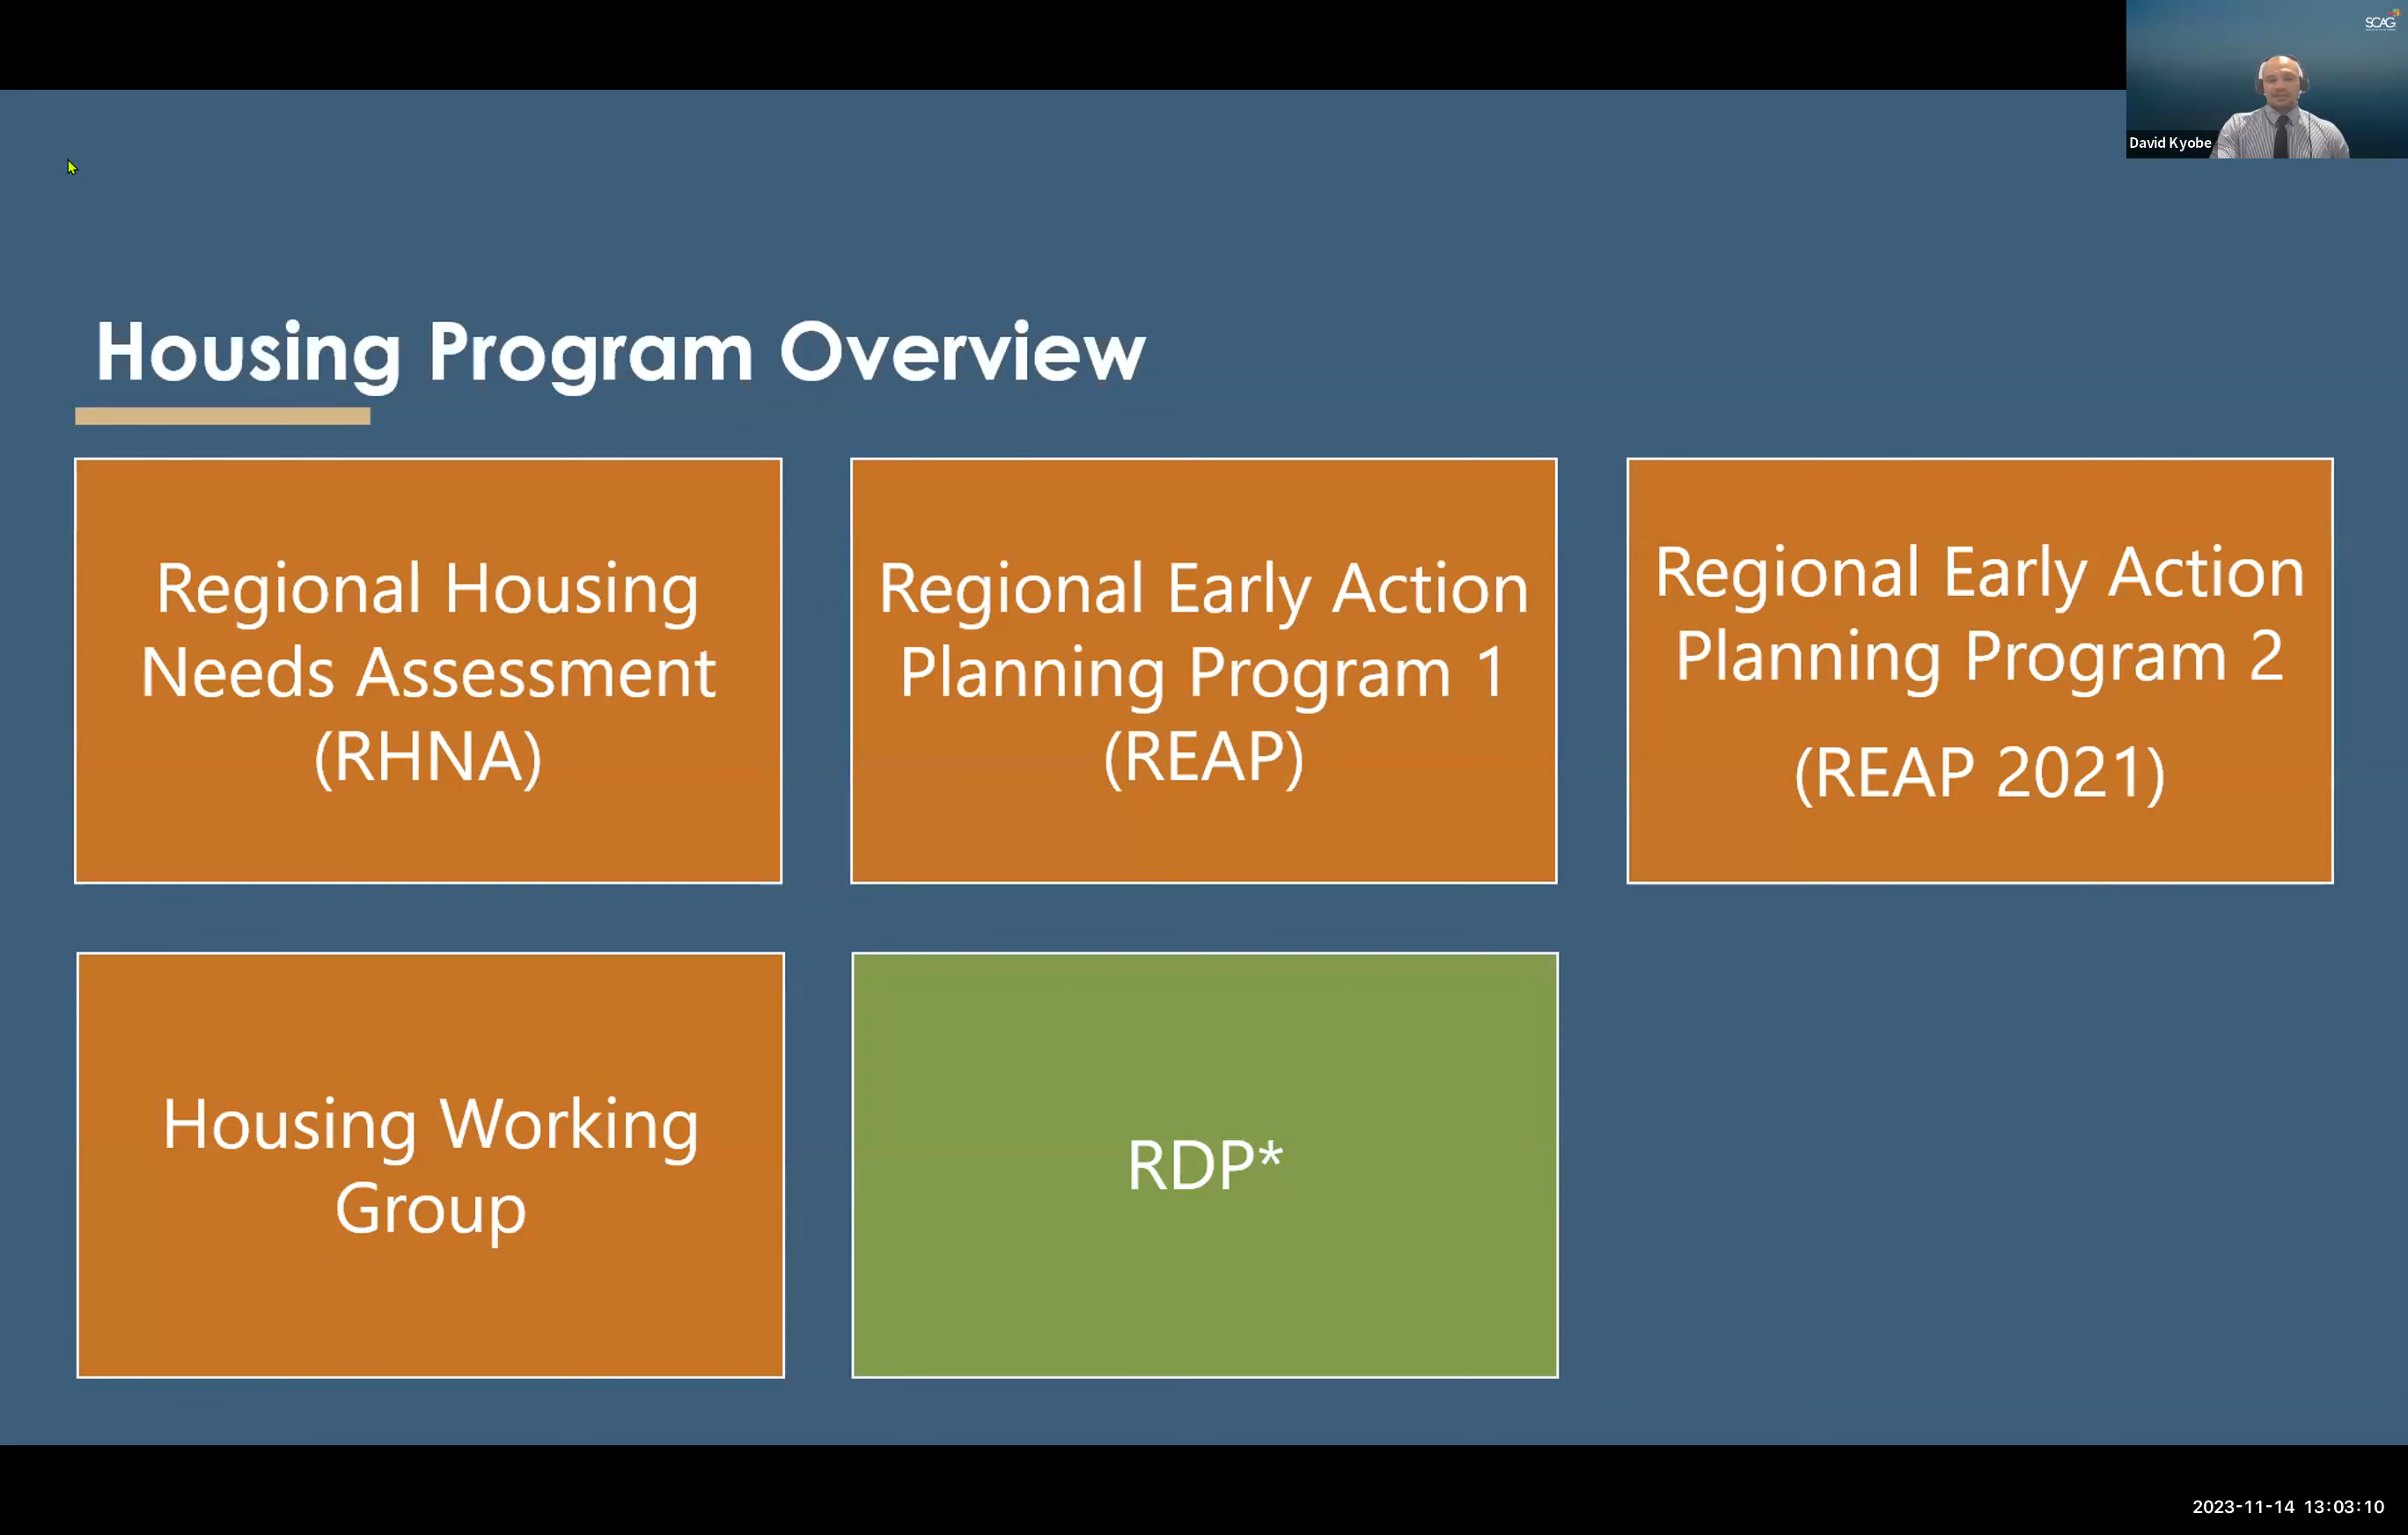 SCAG
David Kyobe
Housing Program Overview
Regional Housing
Needs Assessment
(RHNA)
Regional Early Action
Planning Program 1
(REAP)
Regional Early Action
Planning Program 2
(REAP 2021)
Housing Working
Group
RDP*
2023-11-14 13:03:10